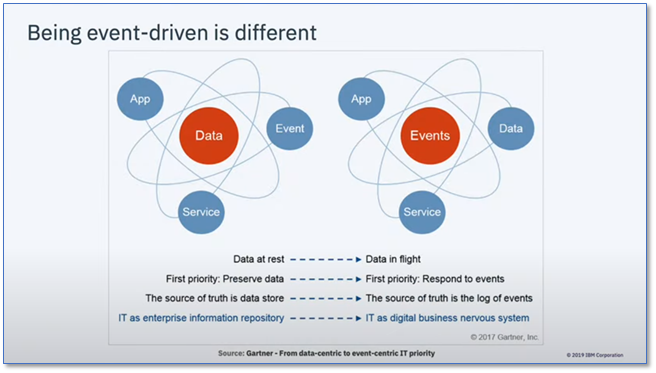 Being event-driven is different
App
Data
Event
Service
App
Events
Data
Service
Data at rest
Data in flight
First priority: Preserve data
First priority: Respond to events
The source of truth is data store
The source of truth is the log of events
IT as enterprise information repository
IT as digital business nervous system
© 2017 Gartner, Inc.
Source: Gartner - From data-centric to event-centric IT priority
© 2019 IBM Corporation